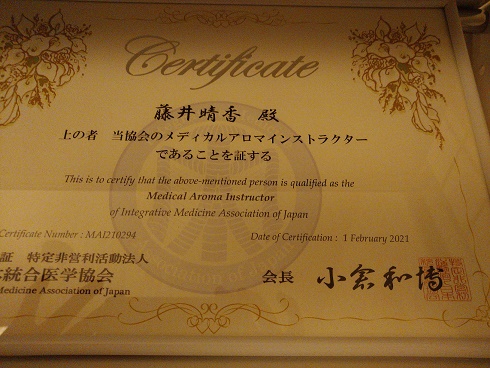 Certificate
藤井晴香 殿
上の者 当協会のメディカルアロマインストラクター
であることを証する
This is to certify that the above-mentioned person is qualified as the
Medical Aroma Instructor
of Integrative Medicine Association of Japan
Certificate Number : MAI210294
Date of Certification : 1 February 2021
証 特定非営利活動法人
統合医学協会
会長 小倉和博
Medicine Association of Japan